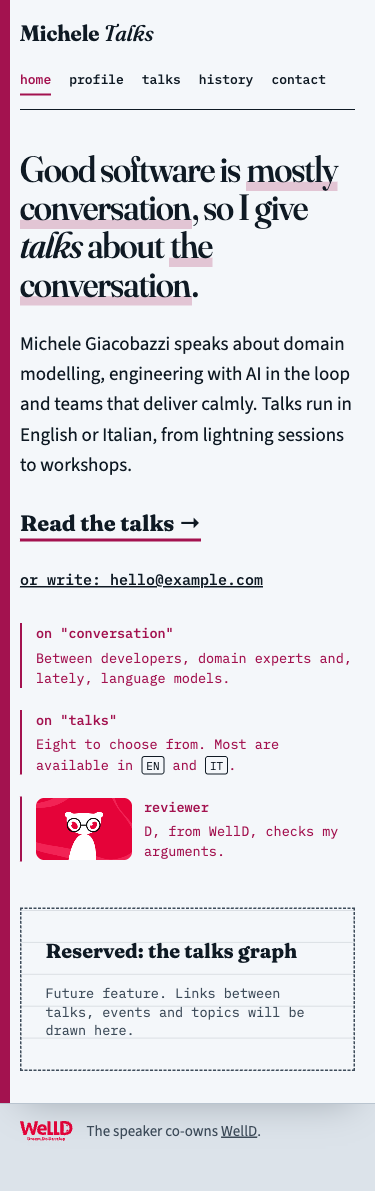 Michele Talks
home profile talks history contact
Good software is mostly
conversation, so I give
talks about the
conversation.
Michele Giacobazzi speaks about domain
modelling, engineering with AI in the loop
and teams that deliver calmly. Talks run in
English or Italian, from lightning sessions
to workshops.
Read the talks →
or write: hello@example.com
on "conversation"
Between developers, domain experts and,
lately, language models.
on "talks"
Eight to choose from. Most are
available in EN and IT.
reviewer
D, from WellD, checks my
arguments.
Reserved: the talks graph
Future feature. Links between
talks, events and topics will be
drawn here.
WellD
The speaker co-owns WellD.